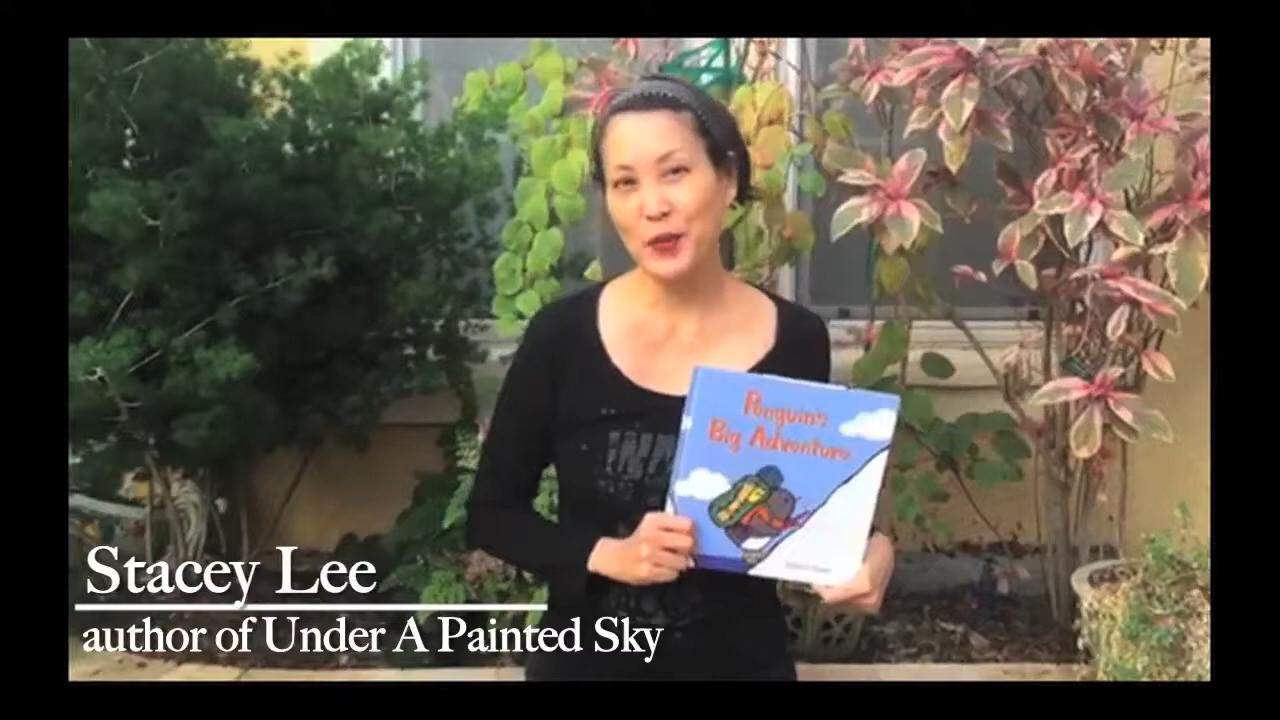 Penguin's
Big Adventure
Stacey Lee
author of Under A Painted Sky